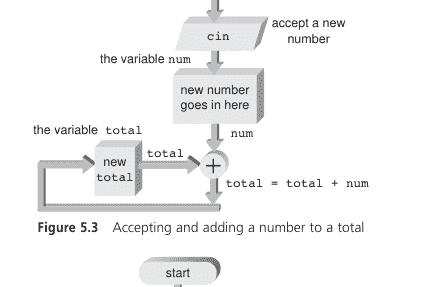 cin
accept a new
number
the variable num
new number
goes in here
num
the variable total
new
total
total
+
total = total + num
Figure 5.3 Accepting and adding a number to a total
start